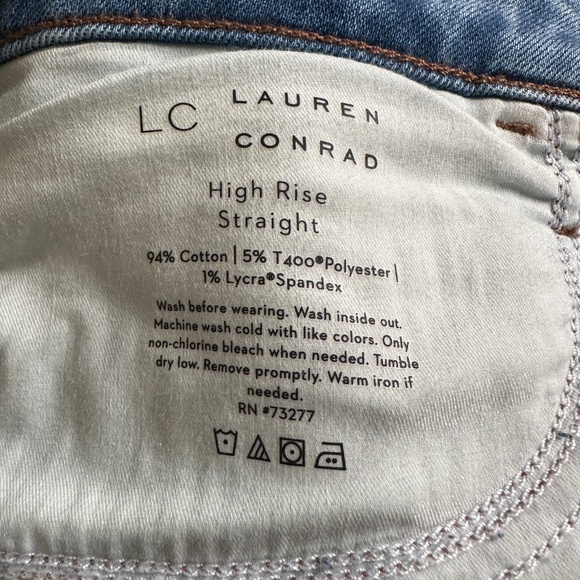 LC LAUREN
CONRAD
High Rise
Straight
94% Cotton | 5% T400®Polyester |
1% Lycra®Spandex
Wash before wearing. Wash inside out.
Machine wash cold with like colors. Only
non-chlorine bleach when needed. Tumble
dry low. Remove promptly. Warm iron if
needed.
RN #73277